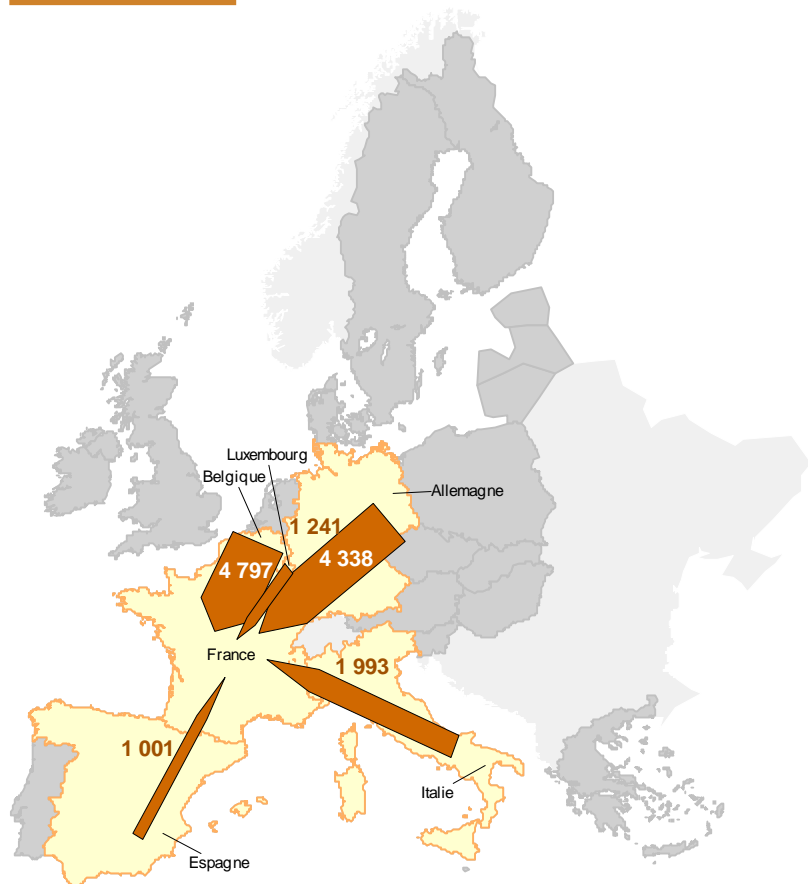 Luxembourg
Belgique
Allemagne
1 241
4 338
4 797
France
1 993
1 001
Italie
Espagne